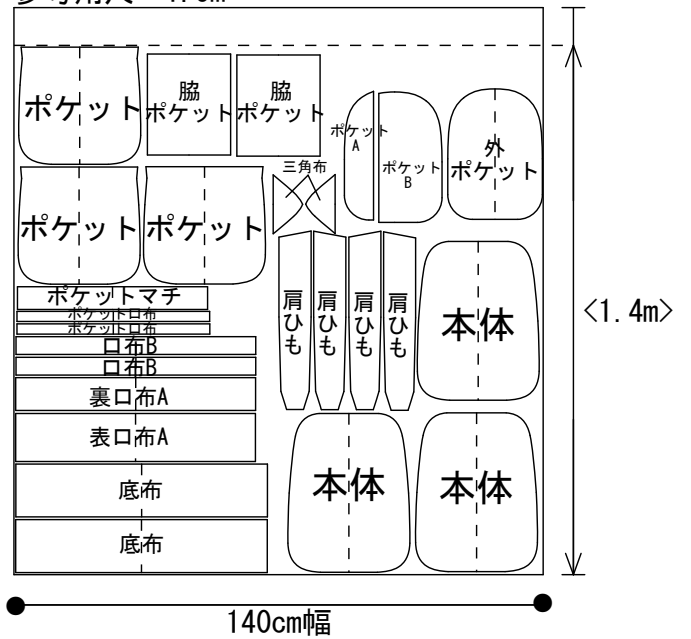 ポケット
脇
ポケット
脇
ポケット
ポケット
A
ポケット
B
外
ポケット
三角布
ポケット
ポケット
ポケットマチ
ポケット口布
ポケット口布
口布B
口布B
裏口布A
表口布A
底布
底布
肩ひも
肩ひも
肩ひも
肩ひも
本体
本体
本体
<1.4m>
140cm幅